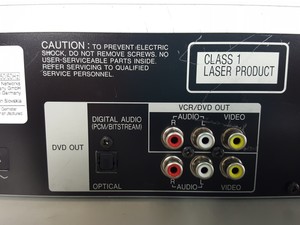 CAUTION: TO PREVENT ELECTRIC
SHOCK, DO NOT REMOVE SCREWS. NO
USER-SERVICEABLE PARTS INSIDE.
REFER SERVICING TO QUALIFIED
SERVICE PERSONNEL
CLASS 1
LASER PRODUCT
VCR/DVD OUT
DIGITAL AUDIO
(PCM/BITSTREAM)
R AUDIO L
VIDEO
DVD OUT
OPTICAL
R AUDIO L
VIDEO